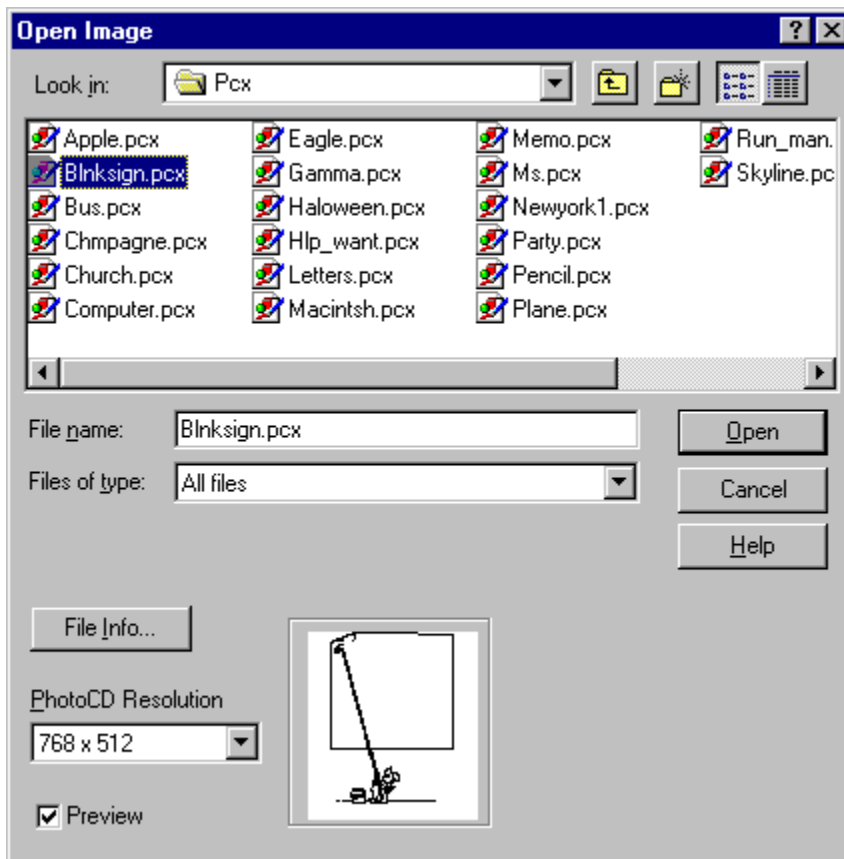 Open Image
Look in:
Pcx
Apple.pcx
Blnksign.pcx
Bus.pcx
Chmpagne.pcx
Church.pcx
Computer.pcx
Eagle.pcx
Gamma.pcx
Haloween.pcx
Hlp_want.pcx
Letters.pcx
Macintsh.pcx
Memo.pcx
Ms.pcx
Newyork1.pcx
Party.pcx
Pencil.pcx
Plane.pcx
Run_man.
Skyline.pc
File name:
Blnksign.pcx
Open
Files of type:
All files
Cancel
Help
File Info...
PhotoCD Resolution
768 x 512
Preview